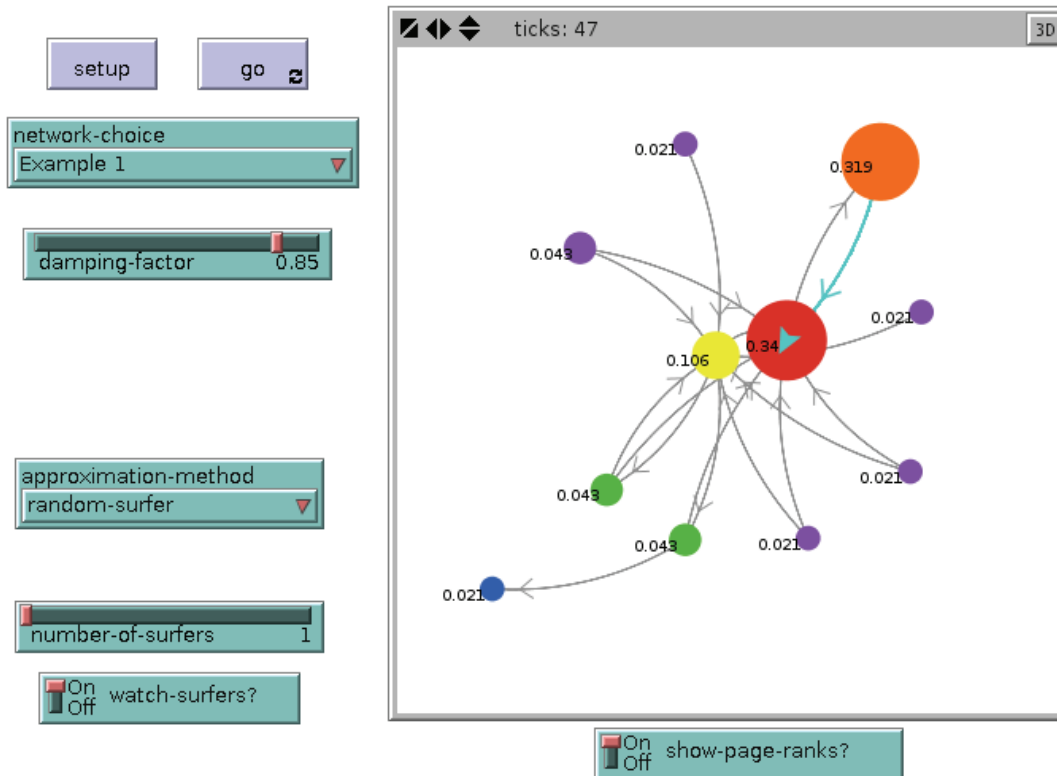 setup
go
network-choice
Example 1
damping-factor 0.85
approximation-method
random-surfer
number-of-surfers 1
On
Off
watch-surfers?
ticks: 47
3D
0.021
0.319
0.043
0.021
0.34
0.106
0.021
0.043
0.043
0.021
0.021
On
Off
show-page-ranks?